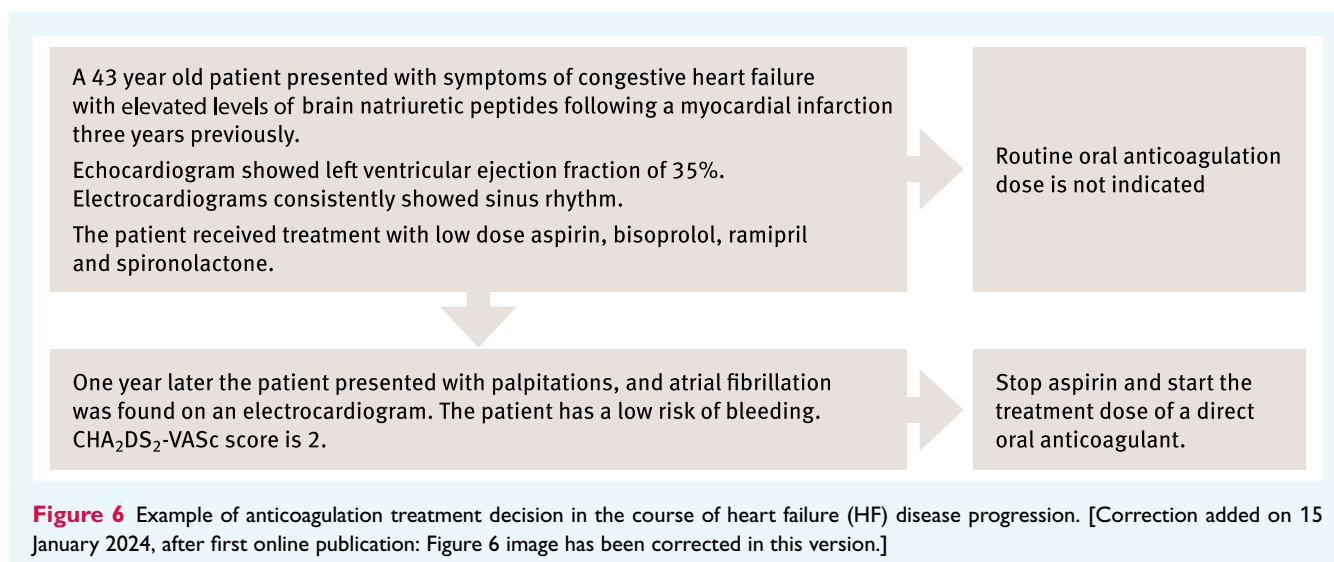 A 43 year old patient presented with symptoms of congestive heart failure
with elevated levels of brain natriuretic peptides following a myocardial infarction
three years previously.
Echocardiogram showed left ventricular ejection fraction of 35%.
Electrocardiograms consistently showed sinus rhythm.
The patient received treatment with low dose aspirin, bisoprolol, ramipril
and spironolactone.
Routine oral anticoagulation
dose is not indicated
One year later the patient presented with palpitations, and atrial fibrillation
was found on an electrocardiogram. The patient has a low risk of bleeding.
CHA₂DS₂-VASc score is 2.
Stop aspirin and start the
treatment dose of a direct
oral anticoagulant.
Figure 6 Example of anticoagulation treatment decision in the course of heart failure (HF) disease progression. [Correction added on 15
January 2024, after first online publication: Figure 6 image has been corrected in this version.]